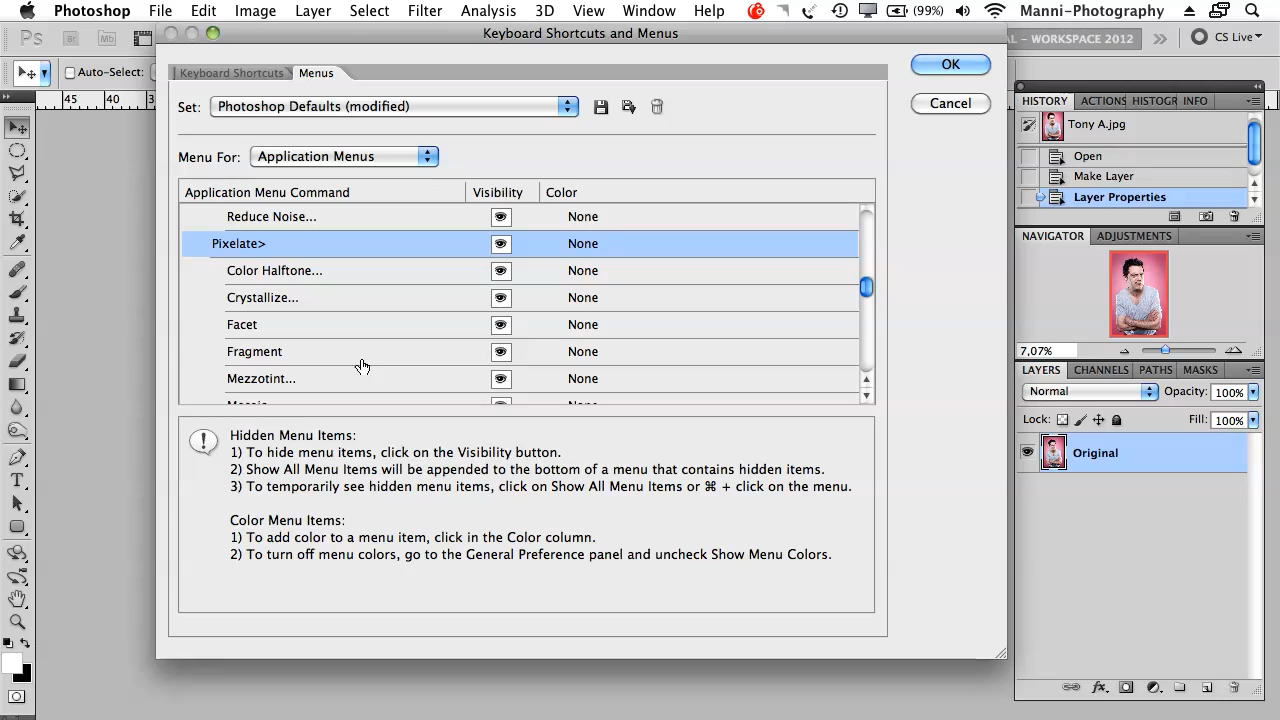 Photoshop File Edit Image Layer Select Filter Analysis 3D View Window Help (99%) Manni-Photography
Keyboard Shortcuts and Menus
Ps Br Mb L - WORKSPACE 2012 CS Live
Auto-Select:
45 40 3
Keyboard Shortcuts Menus
Set: Photoshop Defaults (modified)
OK
Cancel
Menu For: Application Menus
Application Menu Command Visibility Color
Reduce Noise... None
Pixelate> None
Color Halftone... None
Crystallize... None
Facet None
Fragment None
Mezzotint... None
Hidden Menu Items:
1) To hide menu items, click on the Visibility button.
2) Show All Menu Items will be appended to the bottom of a menu that contains hidden items.
3) To temporarily see hidden menu items, click on Show All Menu Items or ⌘ + click on the menu.
Color Menu Items:
1) To add color to a menu item, click in the Color column.
2) To turn off menu colors, go to the General Preference panel and uncheck Show Menu Colors.
HISTORY ACTIONS HISTOGR INFO
Tony A.jpg
Open
Make Layer
Layer Properties
NAVIGATOR ADJUSTMENTS
7,07%
LAYERS CHANNELS PATHS MASKS
Normal Opacity: 100%
Lock: Fill: 100%
Original